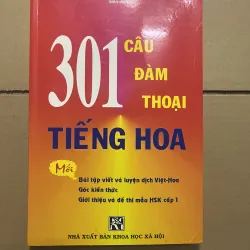 301
CÂU
ĐÀM
THOẠI
TIẾNG HOA
Mới
Bài tập viết và luyện dịch Việt-Hoa
Góc kiến thức
Giới thiệu về đề thi mẫu HSK cấp 1
NHÀ XUẤT BẢN KHOA HỌC XÃ HỘI